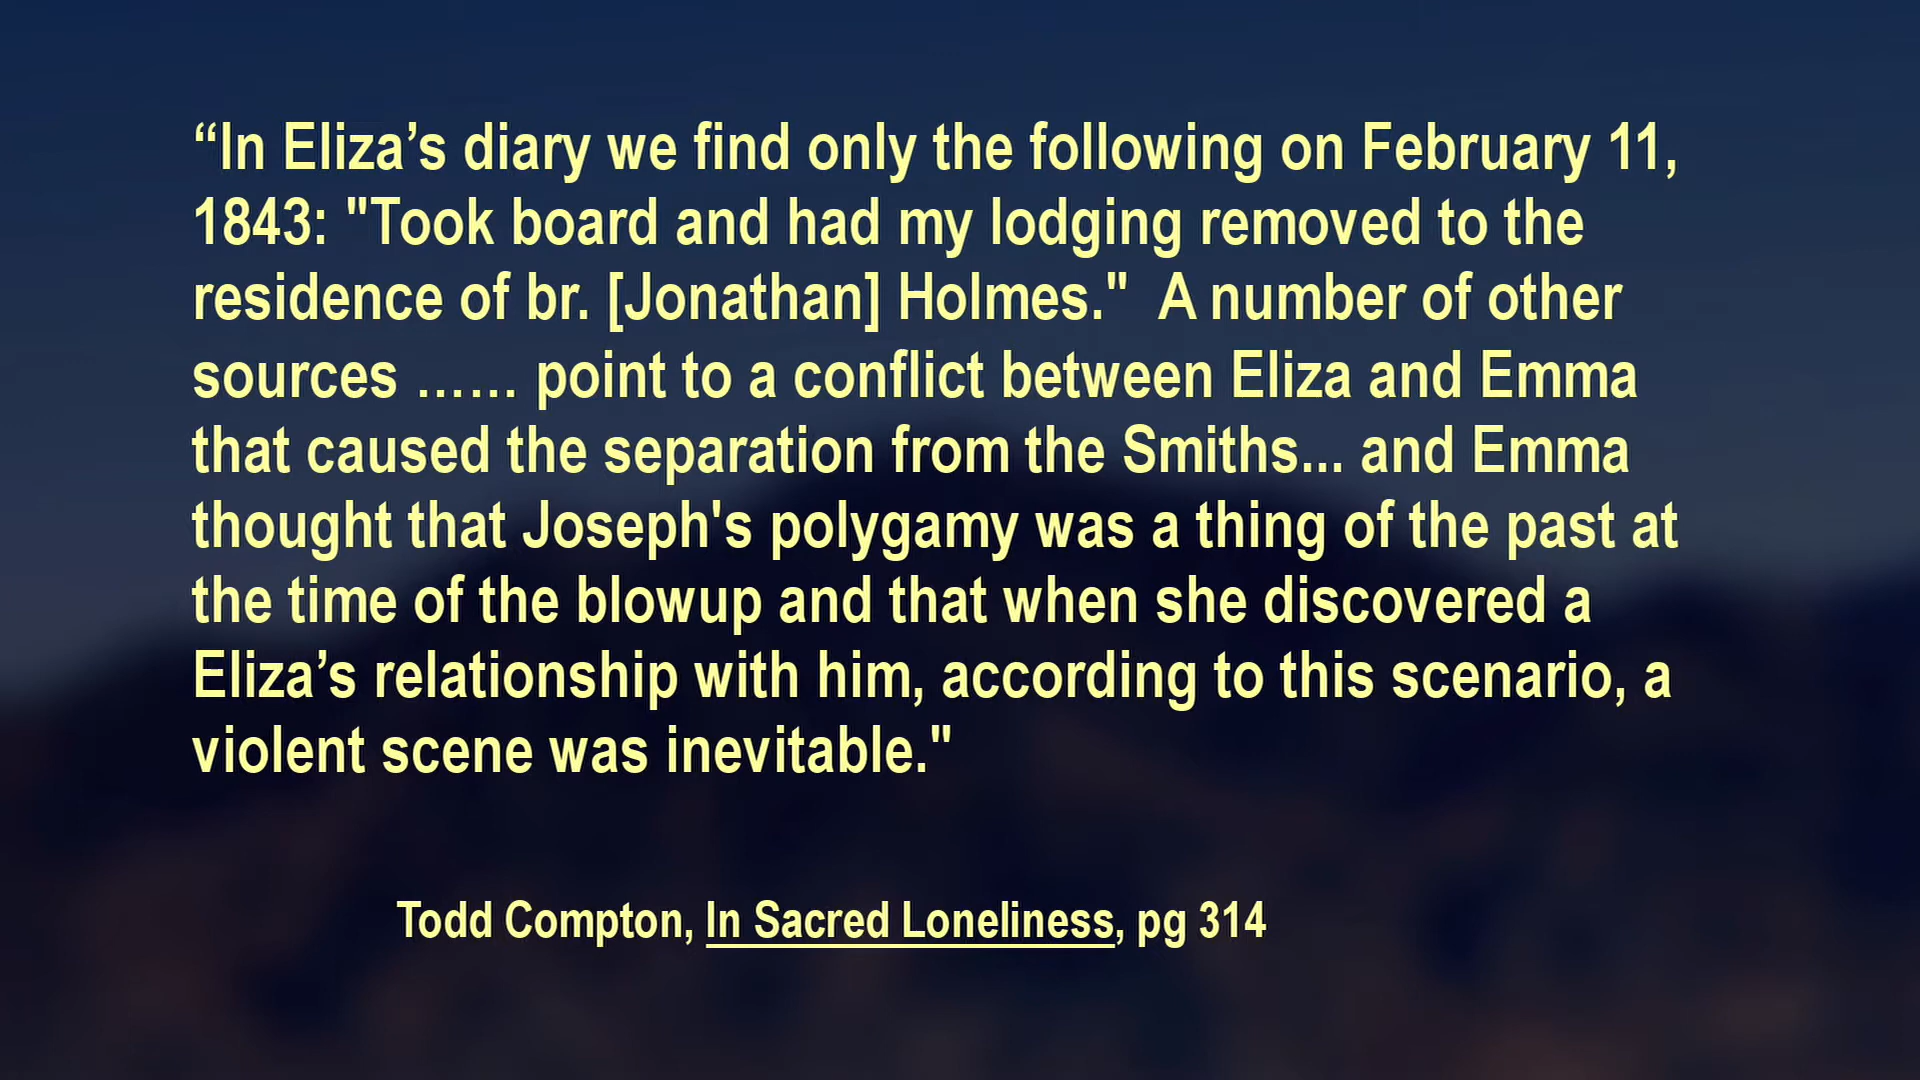 “In Eliza’s diary we find only the following on February 11,
1843: "Took board and had my lodging removed to the
residence of br. [Jonathan] Holmes."  A number of other
sources …… point to a conflict between Eliza and Emma
that caused the separation from the Smiths... and Emma
thought that Joseph's polygamy was a thing of the past at
the time of the blowup and that when she discovered a
Eliza’s relationship with him, according to this scenario, a
violent scene was inevitable."
Todd Compton, In Sacred Loneliness, pg 314